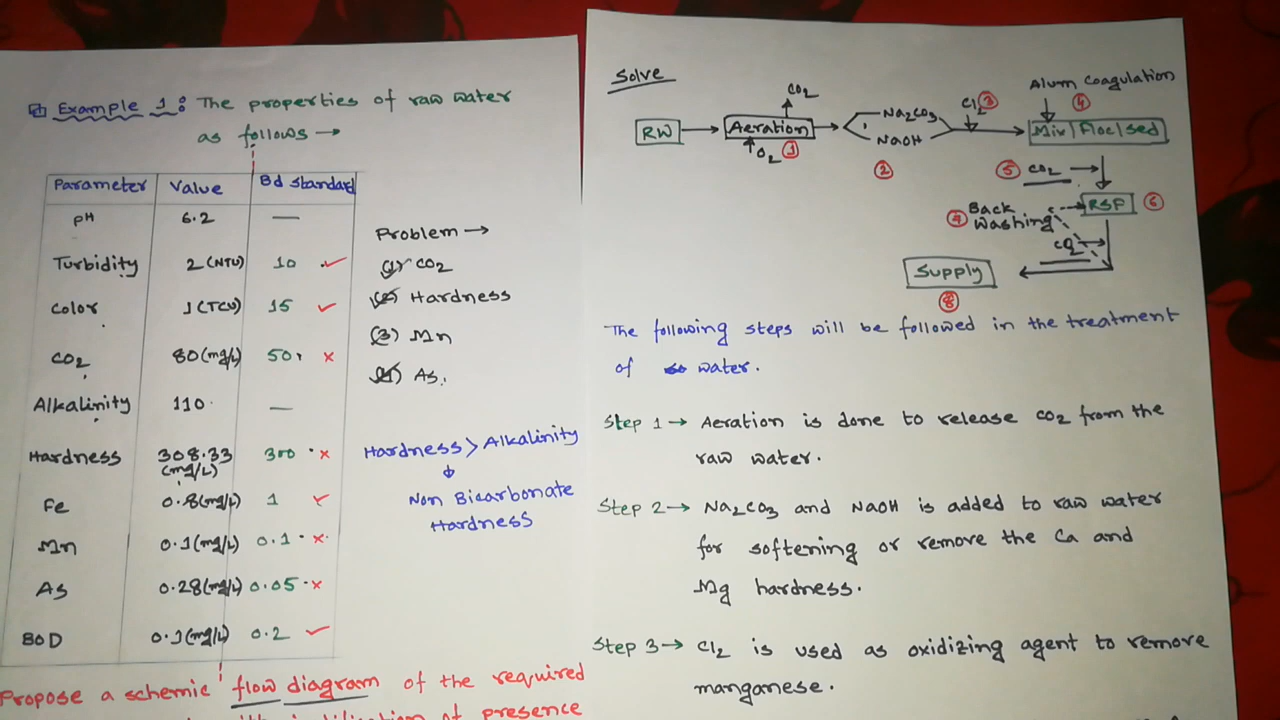 Example 1: The properties of raw water
as follows →
Parameter Value Bd standard
pH 6.2 —
Turbidity 2 (NTU) 10 ✓
Color 1 (TCU) 15 ✓
CO2 80 (mg/L) 50 ×
Alkalinity 110 —
Hardness 308.33 (mg/L) 300 ×
Fe 0.8 (mg/L) 1 ✓
Mn 0.1 (mg/L) 0.1 ×
As 0.28 (mg/L) 0.05 ×
BOD 0.1 (mg/L) 0.2 ✓
Problem →
CO2
Hardness
(3) Mn
As.
Hardness > Alkalinity
↓
Non Bicarbonate
Hardness
Propose a schemic flow diagram of the required
of presence
Solve
RW → Aeration →
CO2
O2 1
Na2CO3
NaOH
2
Cl2 3
Alum Coagulation
4
Mix/Floc/sed
5 CO2 →
RSF 6
7 Back
Washing
CO2 →
Supply
8
The following steps will be followed in the treatment
of water.
Step 1 → Aeration is done to release CO2 from the
raw water.
Step 2 → Na2CO3 and NaOH is added to raw water
for softening or remove the Ca and
Mg hardness.
Step 3 → Cl2 is used as oxidizing agent to remove
manganese.